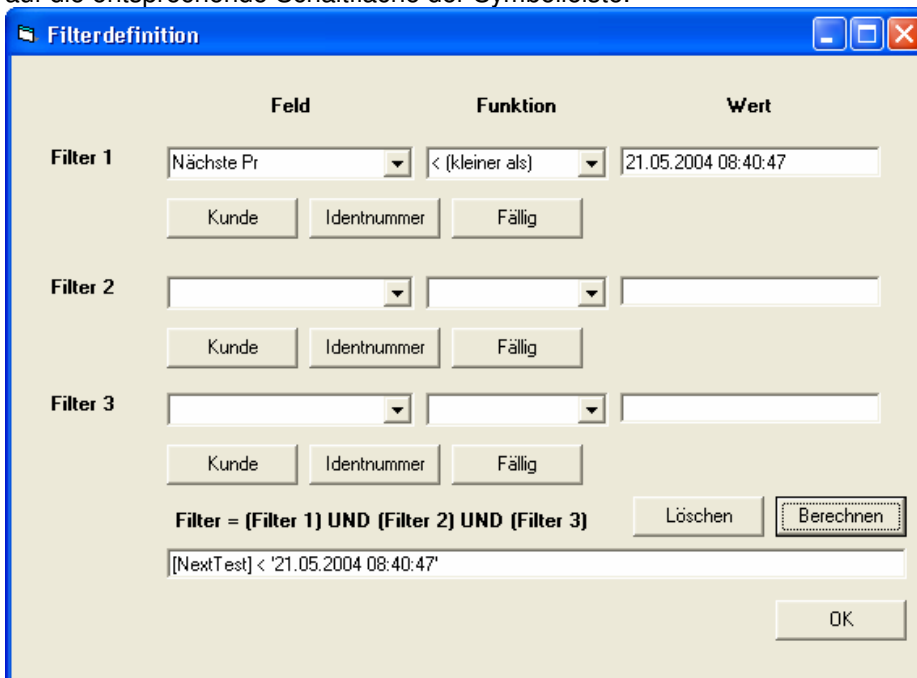 auf die entsprechende Schaltfläche der Symbolleiste.
Filterdefinition
Feld Funktion Wert
Filter 1 Nächste Pr < (kleiner als) 21.05.2004 08:40:47
Kunde Identnummer Fällig
Filter 2
Kunde Identnummer Fällig
Filter 3
Kunde Identnummer Fällig
Filter = (Filter 1) UND (Filter 2) UND (Filter 3) Löschen Berechnen
[NextTest] < '21.05.2004 08:40:47'
OK